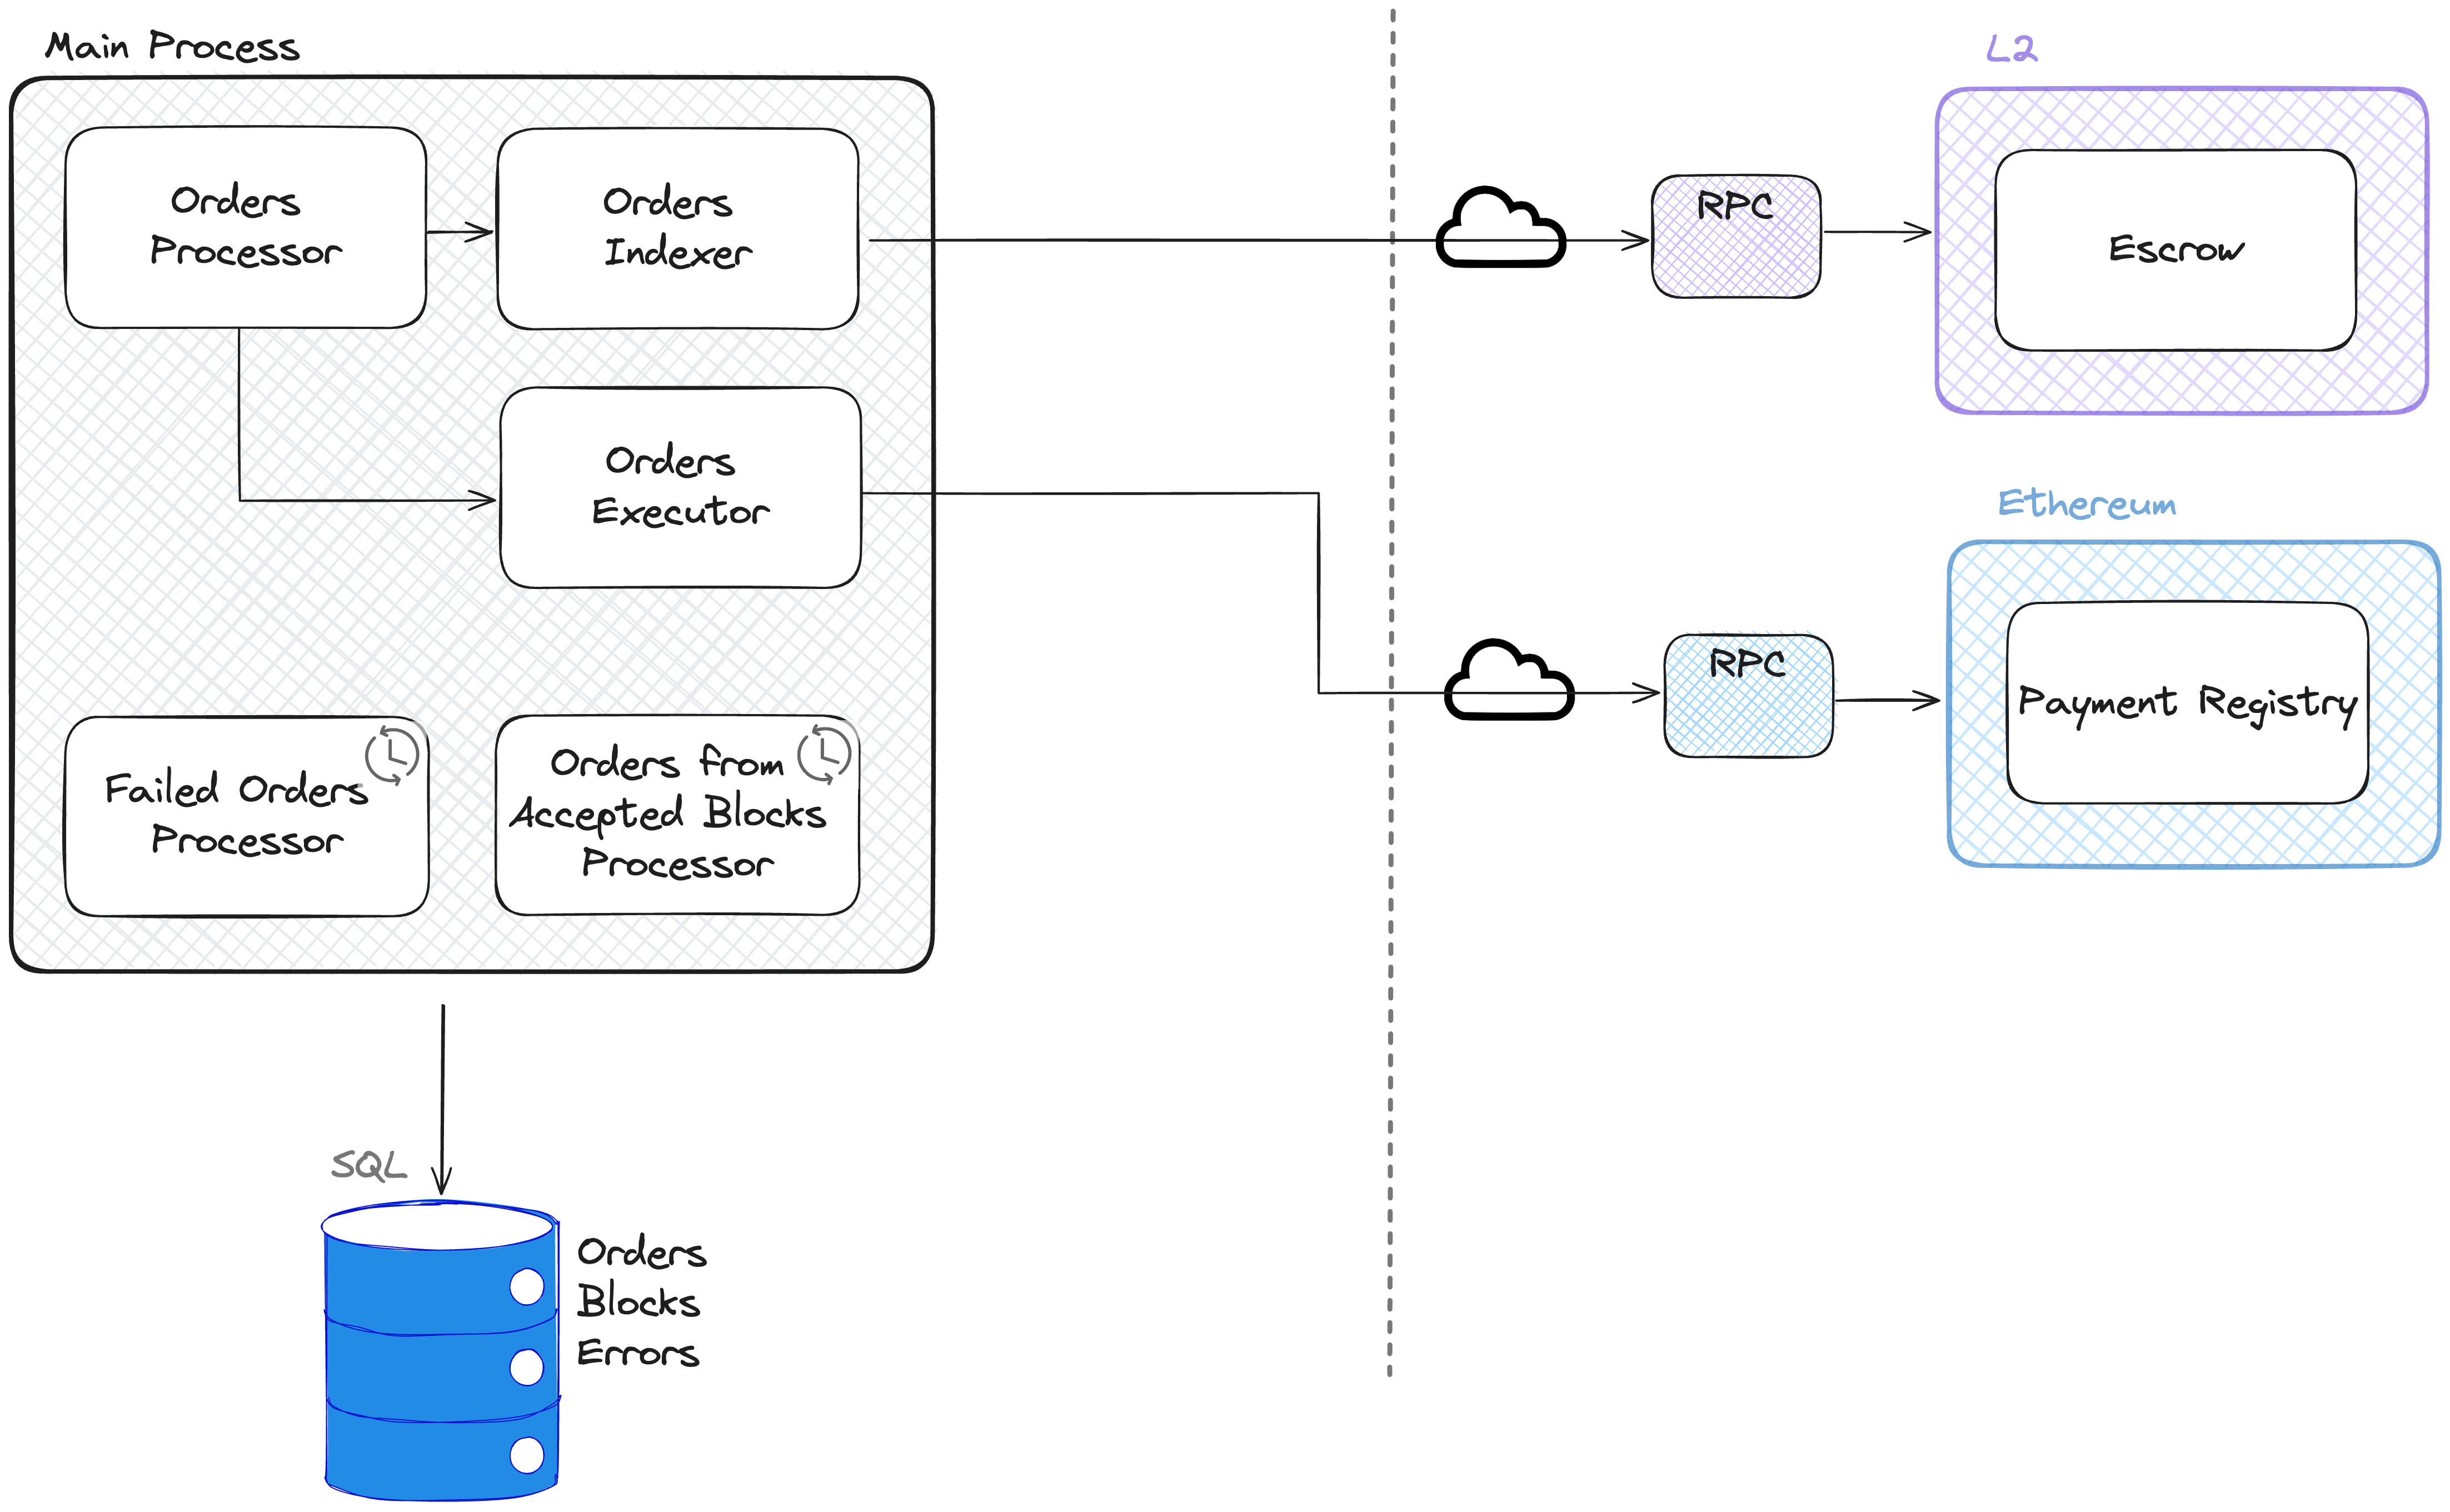 Main Process
Orders
Processor
Orders
Indexer
RPC
L2
Escrow
Orders
Executor
RPC
Ethereum
Payment Registry
Failed Orders
Processor
Orders from
Accepted Blocks
Processor
SQL
Orders
Blocks
Errors